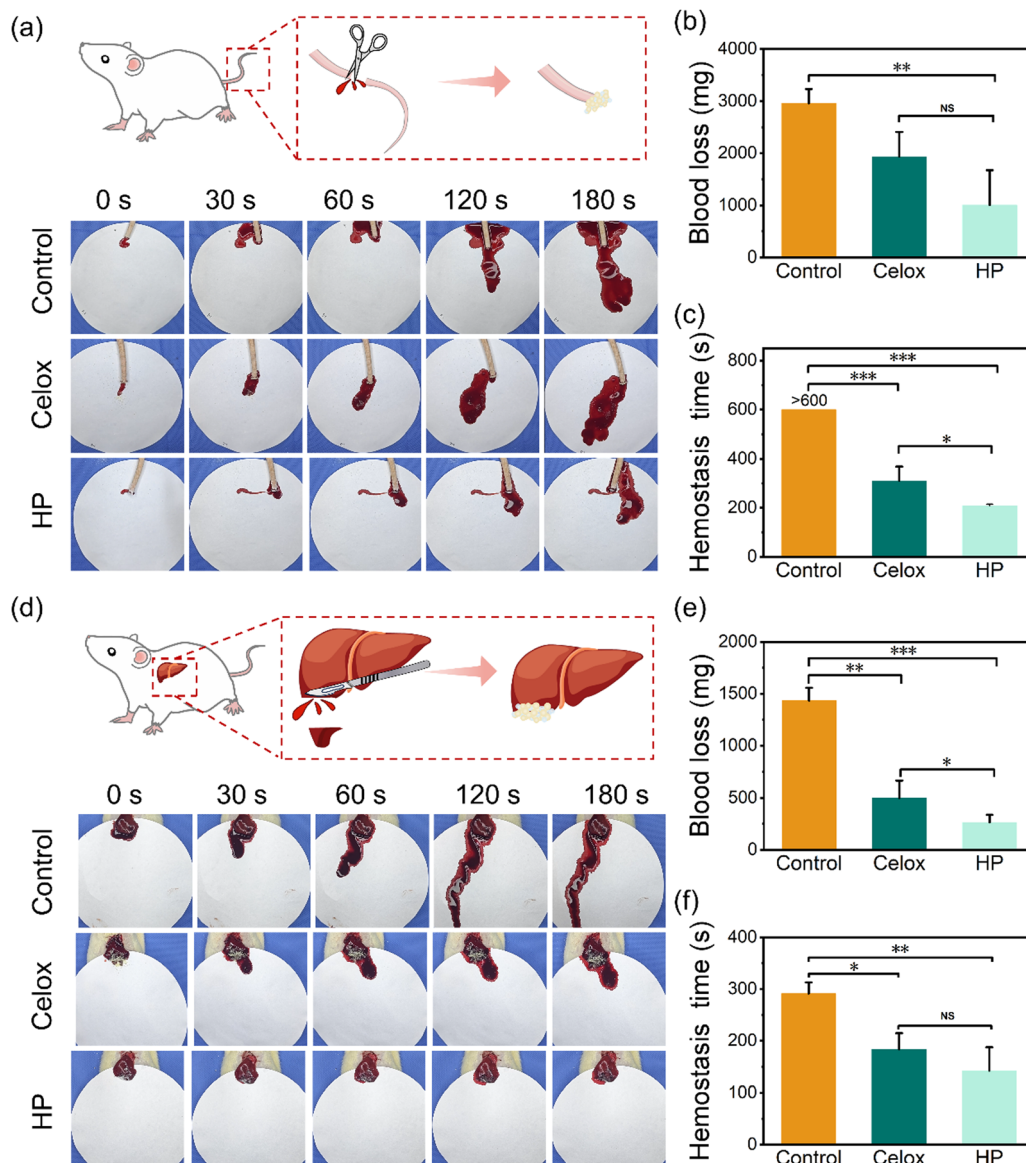 (a)
0 s 30 s 60 s 120 s 180 s
Control
Celox
HP
(b)
Blood loss (mg)
4000
3000
2000
1000
0
**
NS
Control Celox HP
(c)
Hemostasis time (s)
800
600
400
200
0
>600
***
***
*
Control Celox HP
(d)
0 s 30 s 60 s 120 s 180 s
Control
Celox
HP
(e)
Blood loss (mg)
2000
1500
1000
500
0
***
**
*
Control Celox HP
(f)
Hemostasis time (s)
400
300
200
100
0
**
*
NS
Control Celox HP